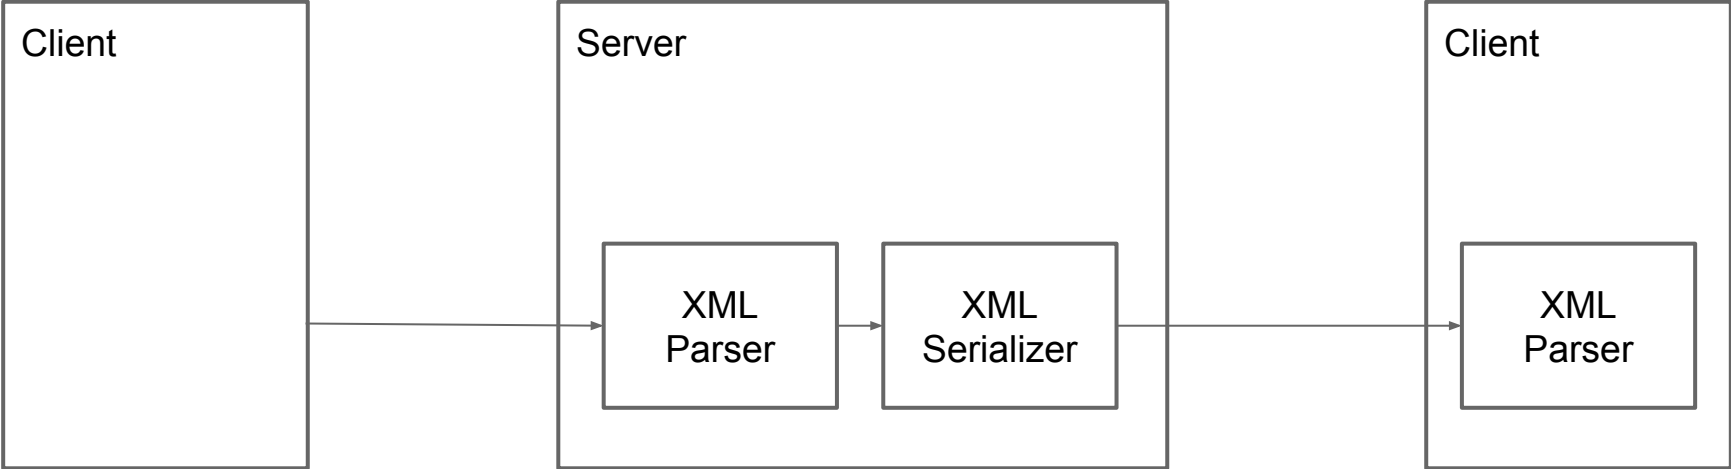 Client
Server
Client
XML
Parser
XML
Serializer
XML
Parser